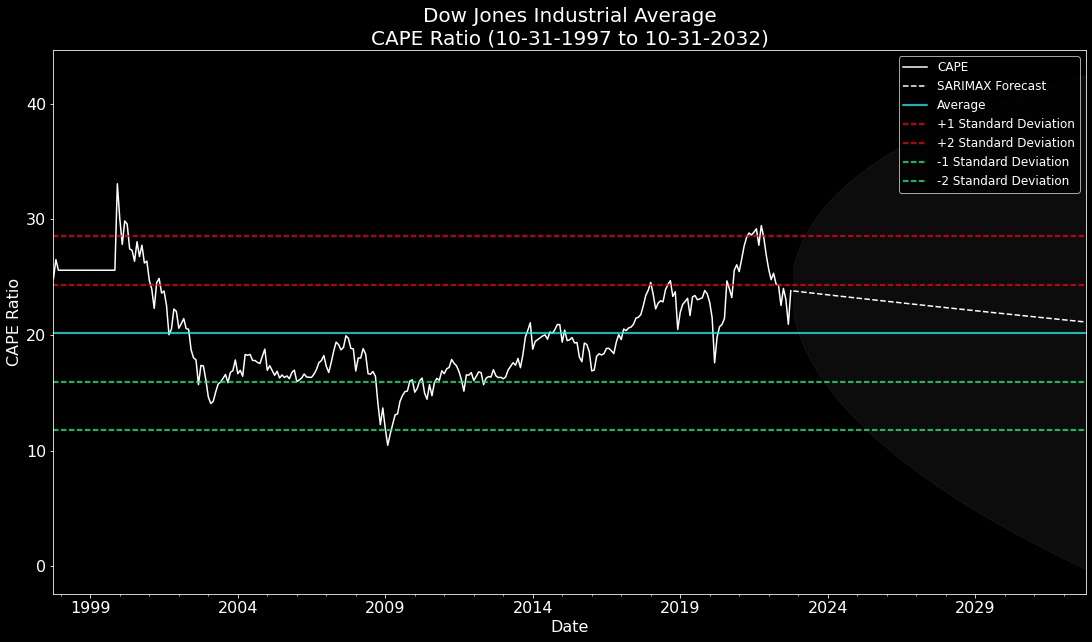 Dow Jones Industrial Average
CAPE Ratio (10-31-1997 to 10-31-2032)
CAPE
SARIMAX Forecast
Average
+1 Standard Deviation
+2 Standard Deviation
-1 Standard Deviation
-2 Standard Deviation
40
30
20
10
0
CAPE Ratio
1999 2004 2009 2014 2019 2024 2029
Date